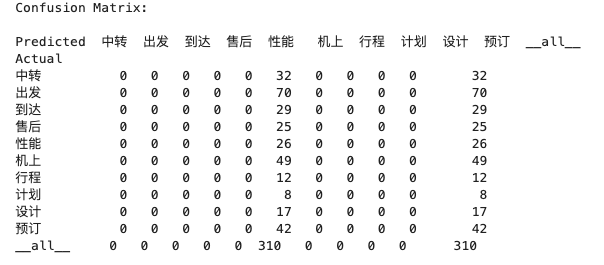 Confusion Matrix:
Predicted 中转 出发 到达 售后 性能 机上 行程 计划 设计 预订 __all__
Actual
中转 0 0 0 0 0 32 0 0 0 0 32
出发 0 0 0 0 0 70 0 0 0 0 70
到达 0 0 0 0 0 29 0 0 0 0 29
售后 0 0 0 0 0 25 0 0 0 0 25
性能 0 0 0 0 0 26 0 0 0 0 26
机上 0 0 0 0 0 49 0 0 0 0 49
行程 0 0 0 0 0 12 0 0 0 0 12
计划 0 0 0 0 0 8 0 0 0 0 8
设计 0 0 0 0 0 17 0 0 0 0 17
预订 0 0 0 0 0 42 0 0 0 0 42
__all__ 0 0 0 0 0 310 0 0 0 0 310